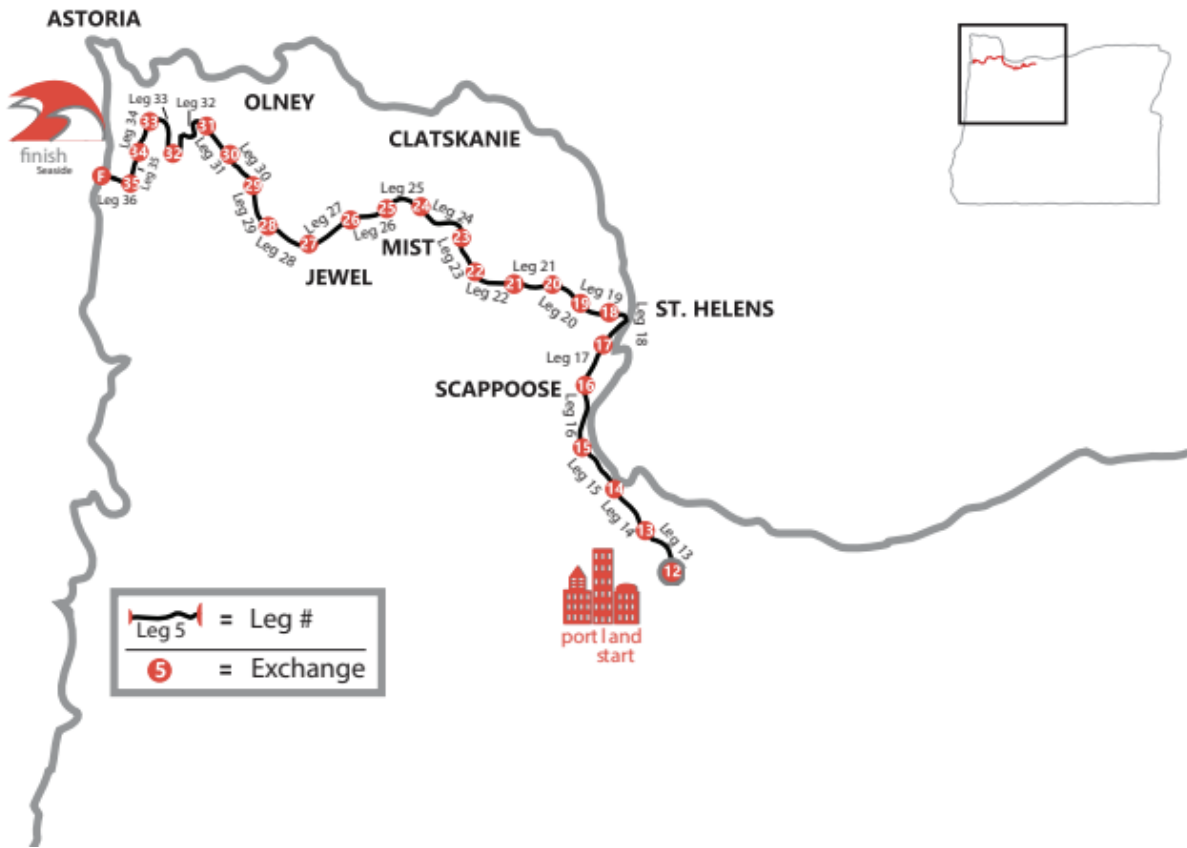 ASTORIA
OLNEY
CLATSKANIE
finish
Seaside
Leg 33
Leg 32
Leg 34
33
31
34
32
Leg 31
30
Leg 30
Leg 35
F
35
29
Leg 36
Leg 29
28
Leg 28
27
Leg 27
26
Leg 26
25
Leg 25
24
Leg 24
MIST
JEWEL
23
Leg 23
22
Leg 22
21
Leg 21
20
Leg 20
19
Leg 19
18
Leg 18
ST. HELENS
17
Leg 17
SCAPPOOSE
16
Leg 16
15
Leg 15
14
Leg 14
13
Leg 13
12
portland
start
Leg 5 = Leg #
5 = Exchange